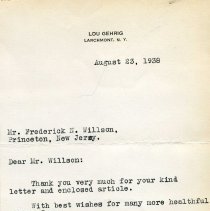 LOU GEHRIG
LARCHMONT, N. Y.
August 23, 1938
Mr. Frederick N. Willson,
Princeton, New Jersey.
Dear Mr. Willson:
Thank you very much for your kind
letter and enclosed article.
With best wishes for many more healthful